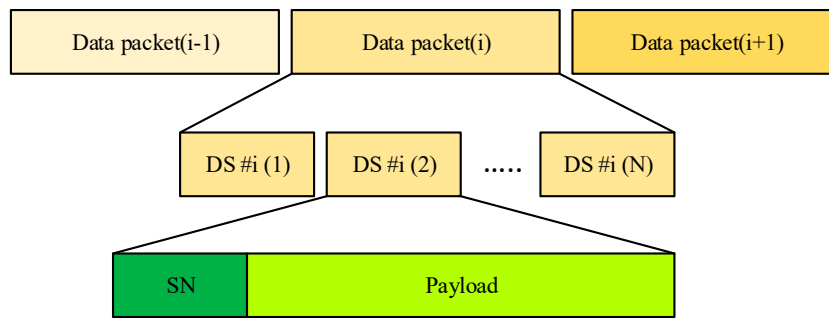 Data packet(i-1) Data packet(i) Data packet(i+1)
DS #i (1) DS #i (2) ..... DS #i (N)
SN Payload